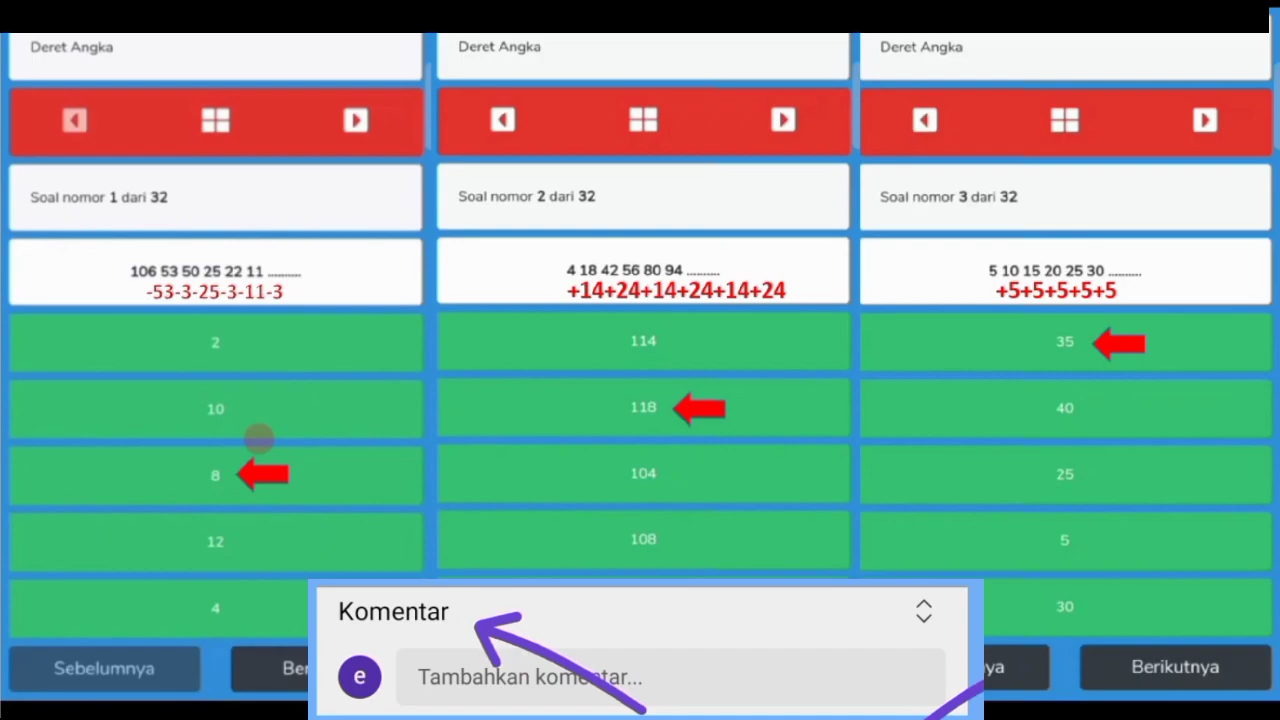 Deret Angka
Soal nomor 1 dari 32
106 53 50 25 22 11 ..........
-53-3-25-3-11-3
2
10
8
12
4
Sebelumnya
Ber
Deret Angka
Soal nomor 2 dari 32
4 18 42 56 80 94 ..........
+14+24+14+24+14+24
114
118
104
108
Deret Angka
Soal nomor 3 dari 32
5 10 15 20 25 30 ..........
+5+5+5+5+5
35
40
25
5
30
ya
Berikutnya
Komentar
e
Tambahkan komentar...